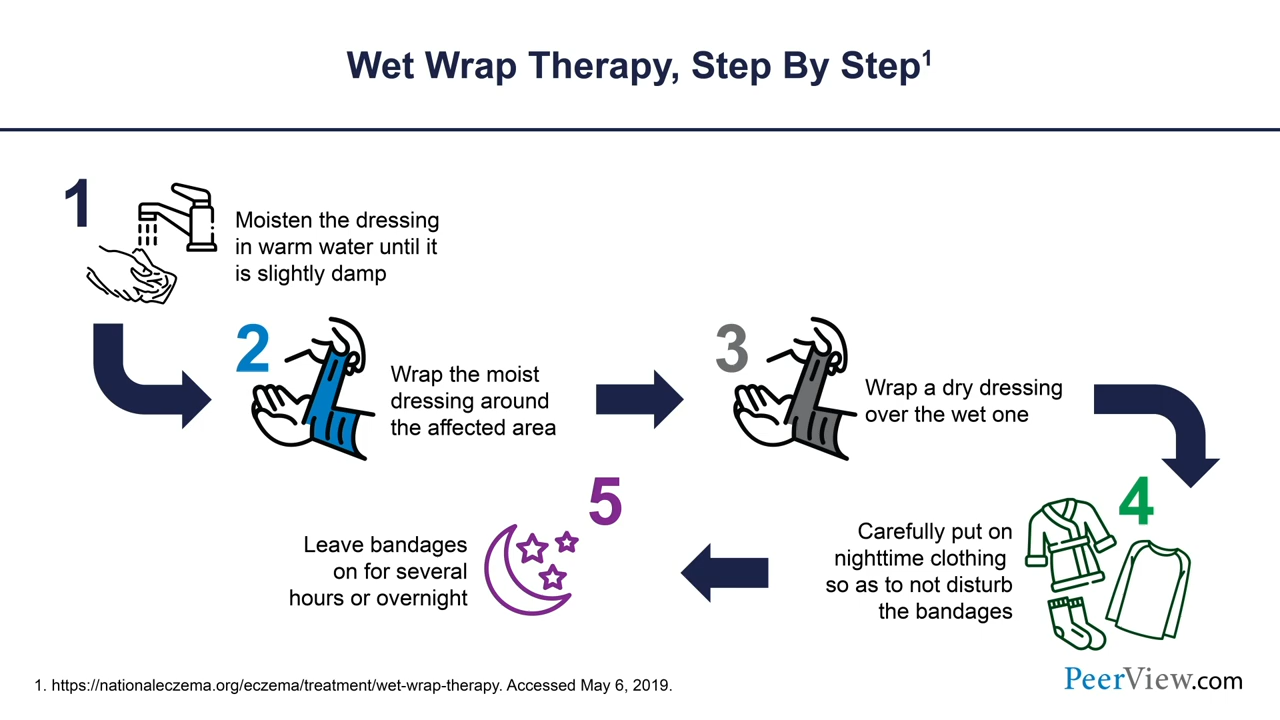 Wet Wrap Therapy, Step By Step¹
1
Moisten the dressing
in warm water until it
is slightly damp
2
Wrap the moist
dressing around
the affected area
3
Wrap a dry dressing
over the wet one
4
Carefully put on
nighttime clothing
so as to not disturb
the bandages
5
Leave bandages
on for several
hours or overnight
1. https://nationaleczema.org/eczema/treatment/wet-wrap-therapy. Accessed May 6, 2019.
PeerView.com